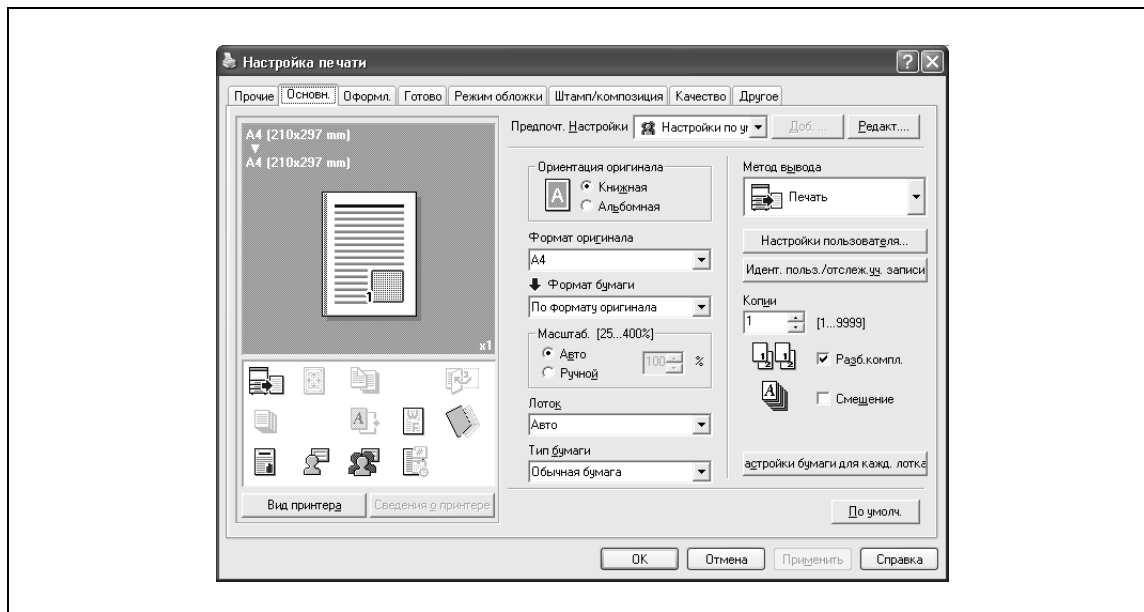 Настройка печати
Прочие Основн. Оформл. Готово Режим обложки Штамп/композиция Качество Другое
A4 (210x297 mm)
A4 (210x297 mm)
1
x1
Вид принтера Сведения о принтере
Предпочт. Настройки Настройки по ум Доб. ... Редакт....
Ориентация оригинала
A
Книжная
Альбомная
Формат оригинала
A4
Формат бумаги
По формату оригинала
Масштаб. [25...400%]
Авто
Ручной
100 %
Лоток
Авто
Тип бумаги
Обычная бумага
Метод вывода
Печать
Настройки пользователя...
Идент. польз./отслеж.уч. записи
Копии
1 [1...9999]
Разб.компл.
Смещение
астройки бумаги для кажд. лотка
По умолч.
OK Отмена Применить Справка